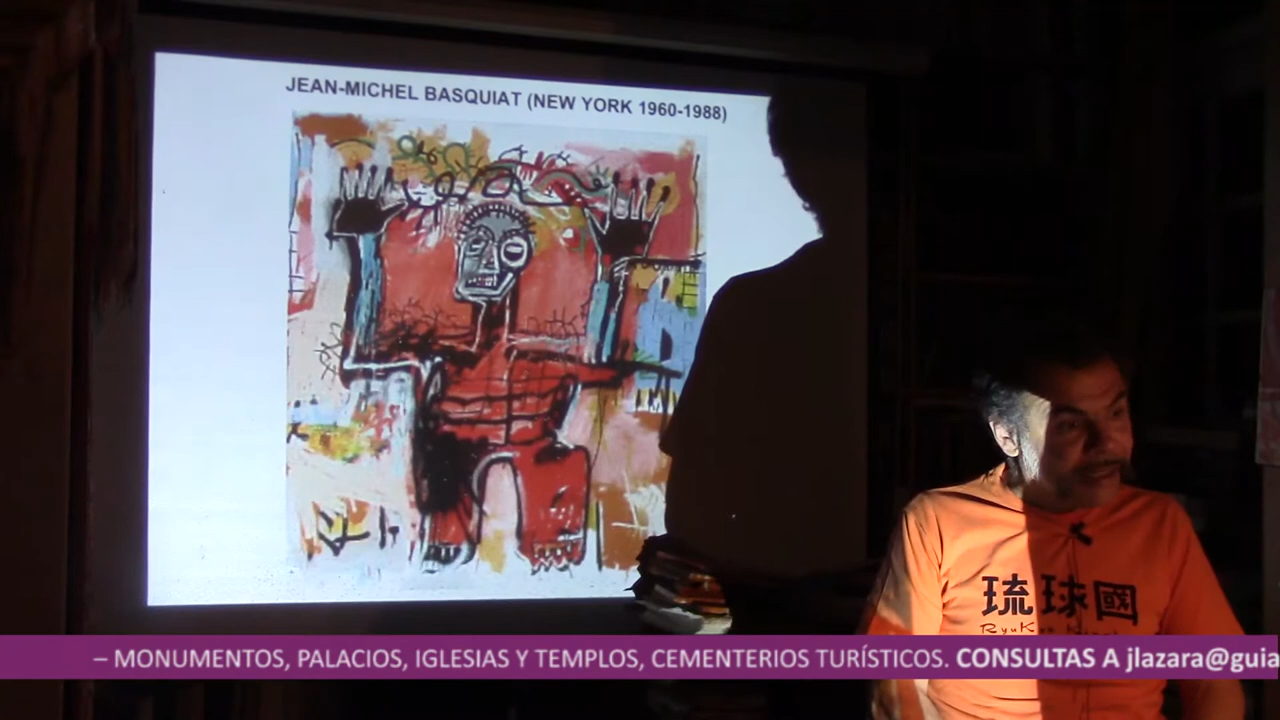 JEAN-MICHEL BASQUIAT (NEW YORK 1960-1988)
琉球國
– MONUMENTOS, PALACIOS, IGLESIAS Y TEMPLOS, CEMENTERIOS TURÍSTICOS. CONSULTAS A jlazara@guia